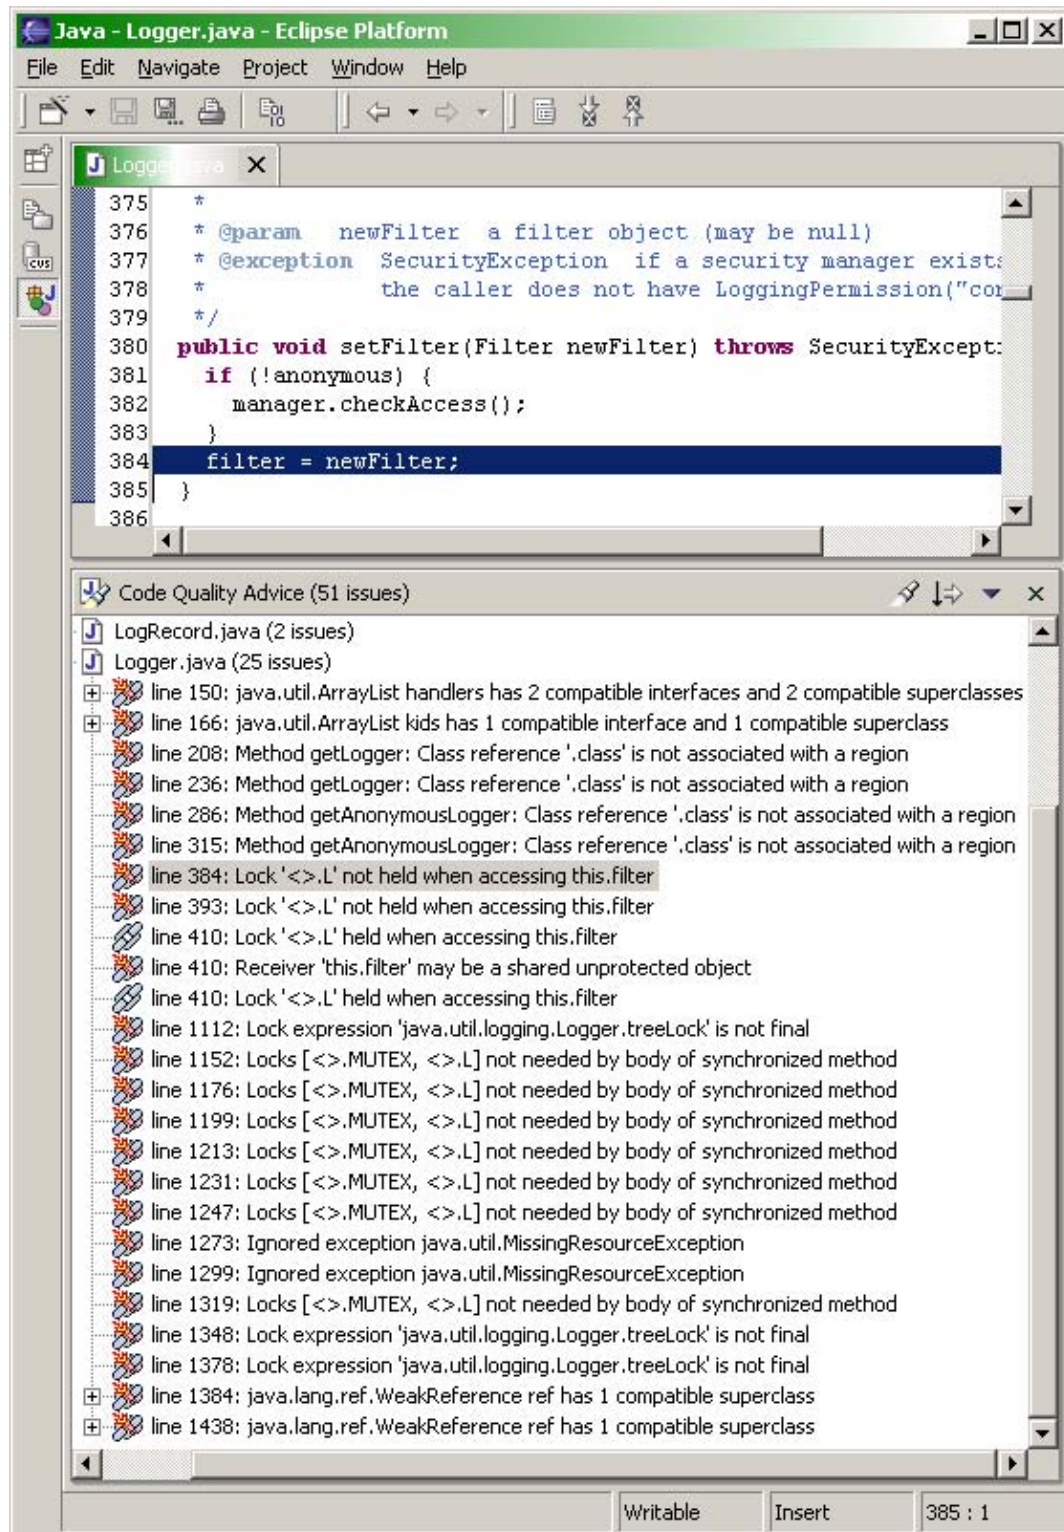 Java - Logger.java - Eclipse Platform
File Edit Navigate Project Window Help
Logger.java
375 *
376 * @param newFilter a filter object (may be null)
377 * @exception SecurityException if a security manager exists
378 * the caller does not have LoggingPermission("con
379 */
380 public void setFilter(Filter newFilter) throws SecurityExcept
381 if (!anonymous) {
382 manager.checkAccess();
383 }
384 filter = newFilter;
385 }
386
Code Quality Advice (51 issues)
LogRecord.java (2 issues)
Logger.java (25 issues)
line 150: java.util.ArrayList handlers has 2 compatible interfaces and 2 compatible superclasses
line 166: java.util.ArrayList kids has 1 compatible interface and 1 compatible superclass
line 208: Method getLogger: Class reference '.class' is not associated with a region
line 236: Method getLogger: Class reference '.class' is not associated with a region
line 286: Method getAnonymousLogger: Class reference '.class' is not associated with a region
line 315: Method getAnonymousLogger: Class reference '.class' is not associated with a region
line 384: Lock '<>.L' not held when accessing this.filter
line 393: Lock '<>.L' not held when accessing this.filter
line 410: Lock '<>.L' held when accessing this.filter
line 410: Receiver 'this.filter' may be a shared unprotected object
line 410: Lock '<>.L' held when accessing this.filter
line 1112: Lock expression 'java.util.logging.Logger.treeLock' is not final
line 1152: Locks [<>.MUTEX, <>.L] not needed by body of synchronized method
line 1176: Locks [<>.MUTEX, <>.L] not needed by body of synchronized method
line 1199: Locks [<>.MUTEX, <>.L] not needed by body of synchronized method
line 1213: Locks [<>.MUTEX, <>.L] not needed by body of synchronized method
line 1231: Locks [<>.MUTEX, <>.L] not needed by body of synchronized method
line 1247: Locks [<>.MUTEX, <>.L] not needed by body of synchronized method
line 1273: Ignored exception java.util.MissingResourceException
line 1299: Ignored exception java.util.MissingResourceException
line 1319: Locks [<>.MUTEX, <>.L] not needed by body of synchronized method
line 1348: Lock expression 'java.util.logging.Logger.treeLock' is not final
line 1378: Lock expression 'java.util.logging.Logger.treeLock' is not final
line 1384: java.lang.ref.WeakReference ref has 1 compatible superclass
line 1438: java.lang.ref.WeakReference ref has 1 compatible superclass
Writable Insert 385 : 1